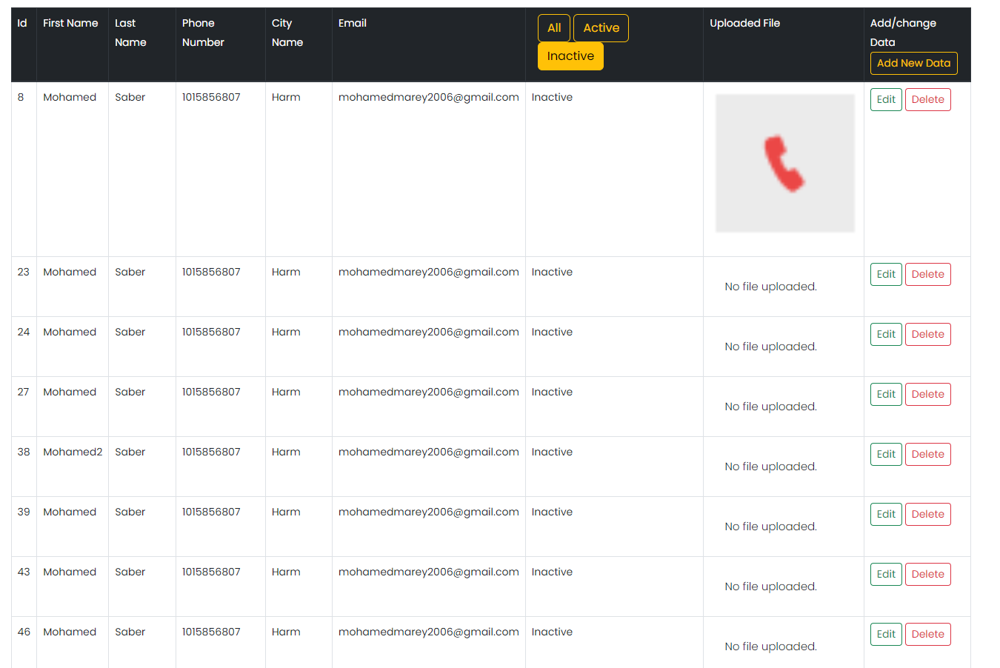 Id First Name Last Name Phone Number City Name Email All Active Inactive Uploaded File Add/change Data Add New Data
8 Mohamed Saber 1015856807 Harm mohamedmarey2006@gmail.com Inactive Edit Delete
23 Mohamed Saber 1015856807 Harm mohamedmarey2006@gmail.com Inactive No file uploaded. Edit Delete
24 Mohamed Saber 1015856807 Harm mohamedmarey2006@gmail.com Inactive No file uploaded. Edit Delete
27 Mohamed Saber 1015856807 Harm mohamedmarey2006@gmail.com Inactive No file uploaded. Edit Delete
38 Mohamed2 Saber 1015856807 Harm mohamedmarey2006@gmail.com Inactive No file uploaded. Edit Delete
39 Mohamed Saber 1015856807 Harm mohamedmarey2006@gmail.com Inactive No file uploaded. Edit Delete
43 Mohamed Saber 1015856807 Harm mohamedmarey2006@gmail.com Inactive No file uploaded. Edit Delete
46 Mohamed Saber 1015856807 Harm mohamedmarey2006@gmail.com Inactive No file uploaded. Edit Delete